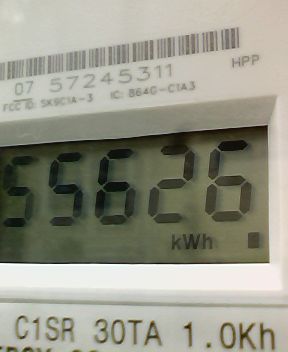 07 57245311
HPP
FCC ID: SK9C1A-3 IC: 864G-C1A3
55626
kWh
C1SR 30TA 1.0Kh